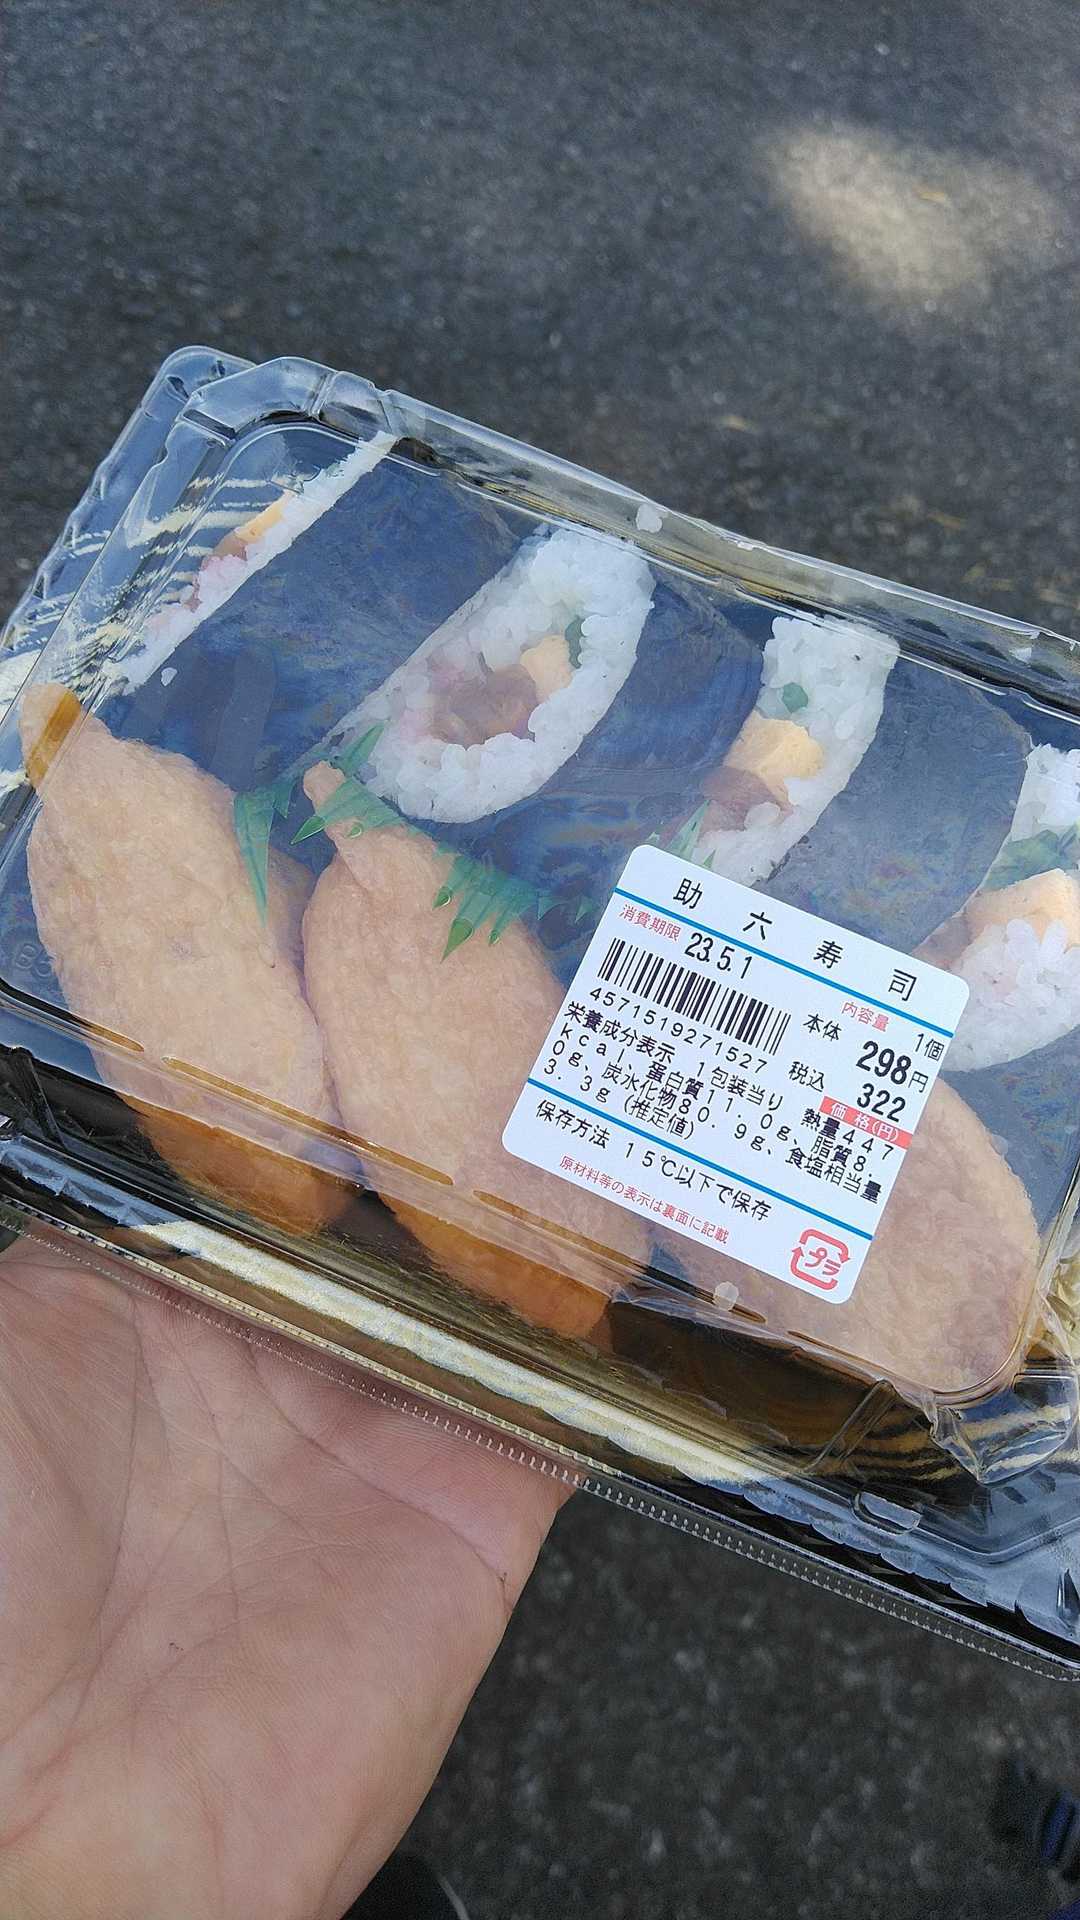 助六寿司
消費期限 23.5.1
内容量 1個
4571519271527
本体 298円
税込 322
価格(円)
栄養成分表示 1包装当り 熱量447
kcal、蛋白質11.0g、脂質8.
0g、炭水化物80.9g、食塩相当量
3.3g(推定値)
保存方法 15℃以下で保存
原材料等の表示は裏面に記載
プラ